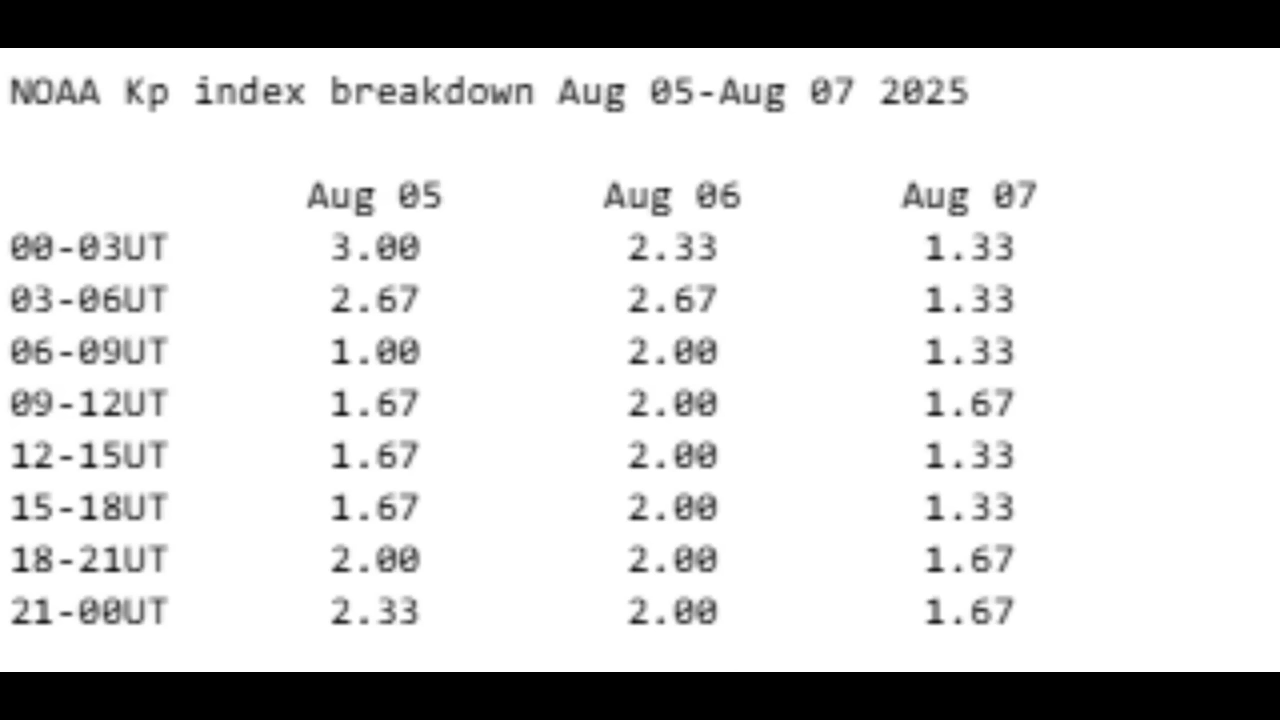 NOAA Kp index breakdown Aug 05-Aug 07 2025
Aug 05 Aug 06 Aug 07
00-03UT 3.00 2.33 1.33
03-06UT 2.67 2.67 1.33
06-09UT 1.00 2.00 1.33
09-12UT 1.67 2.00 1.67
12-15UT 1.67 2.00 1.33
15-18UT 1.67 2.00 1.33
18-21UT 2.00 2.00 1.67
21-00UT 2.33 2.00 1.67